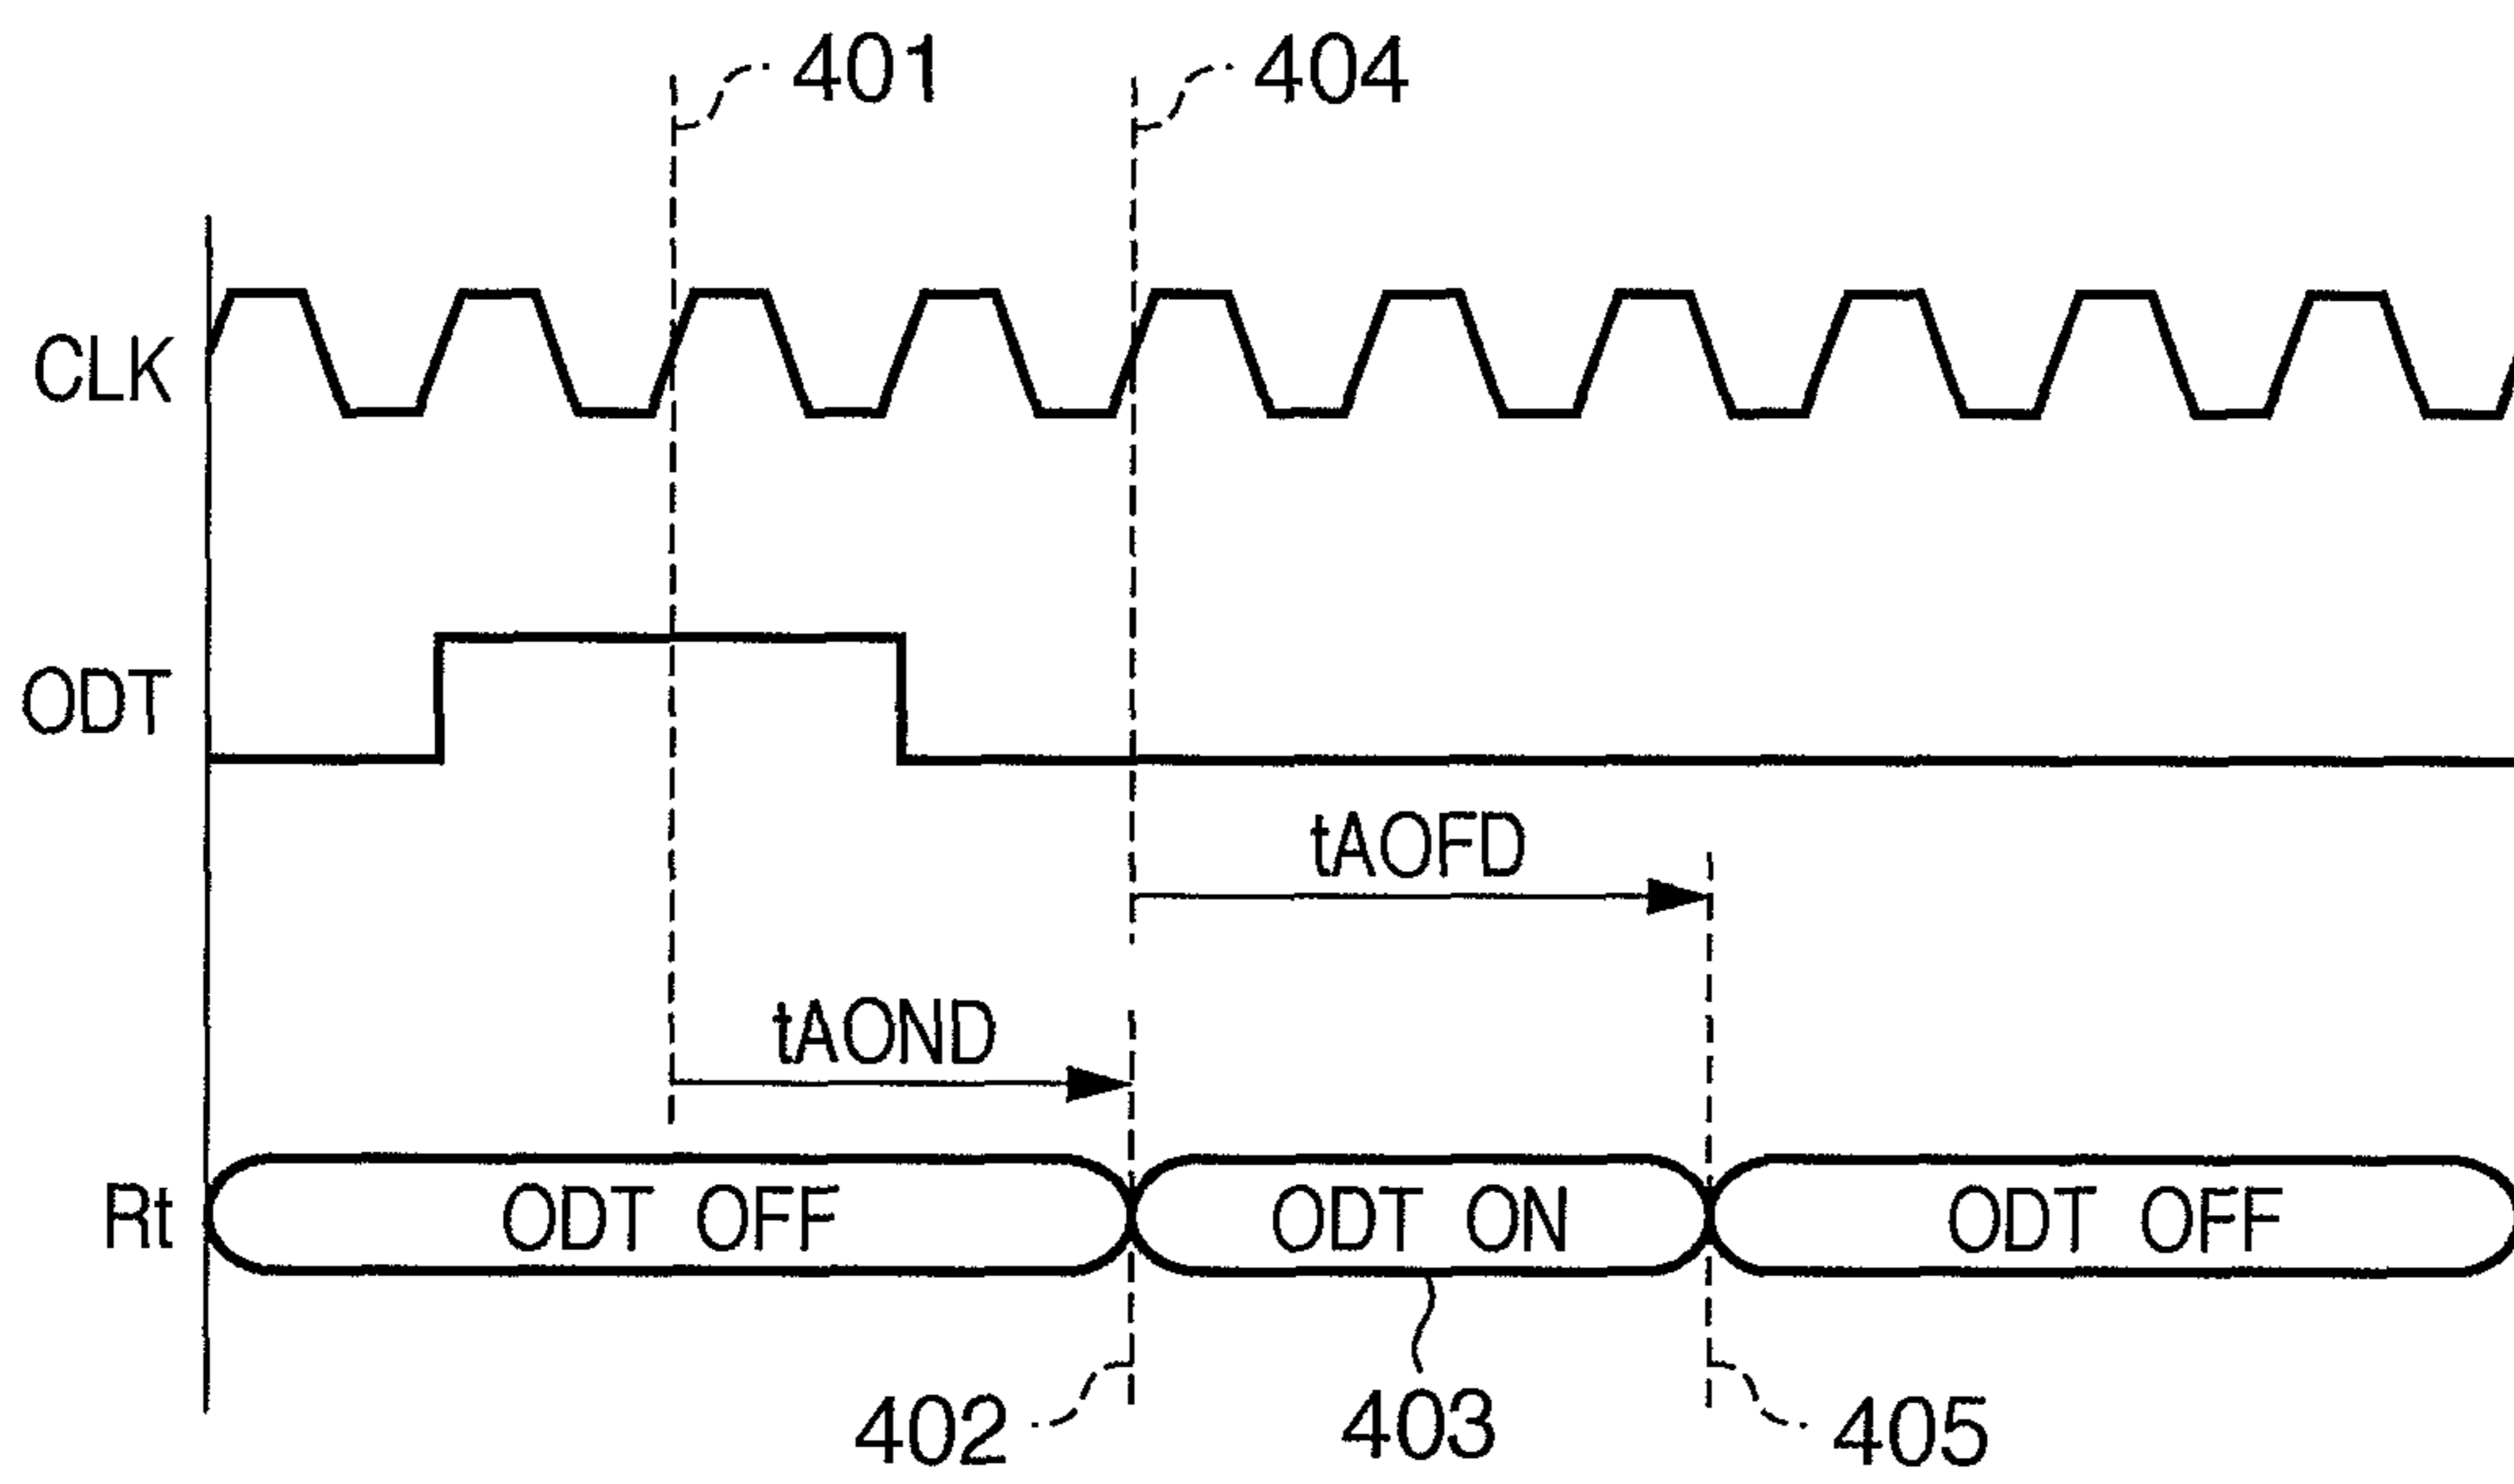 401
404
CLK
ODT
tAOFD
tAOND
Rt
ODT OFF
ODT ON
ODT OFF
402
403
405